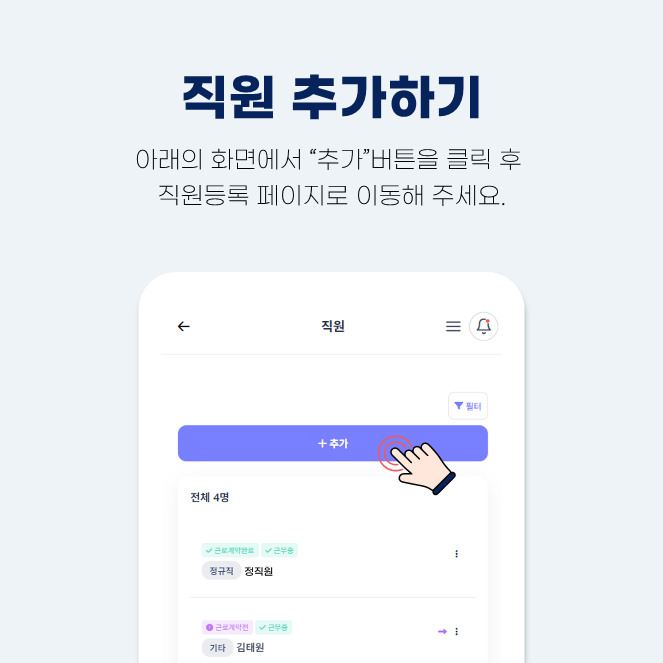 직원 추가하기
아래의 화면에서 “추가”버튼을 클릭 후
직원등록 페이지로 이동해 주세요.
직원
필터
+ 추가
전체 4명
근로계약완료 근무중
정규직 정직원
근로계약전 근무중
기타 김태원